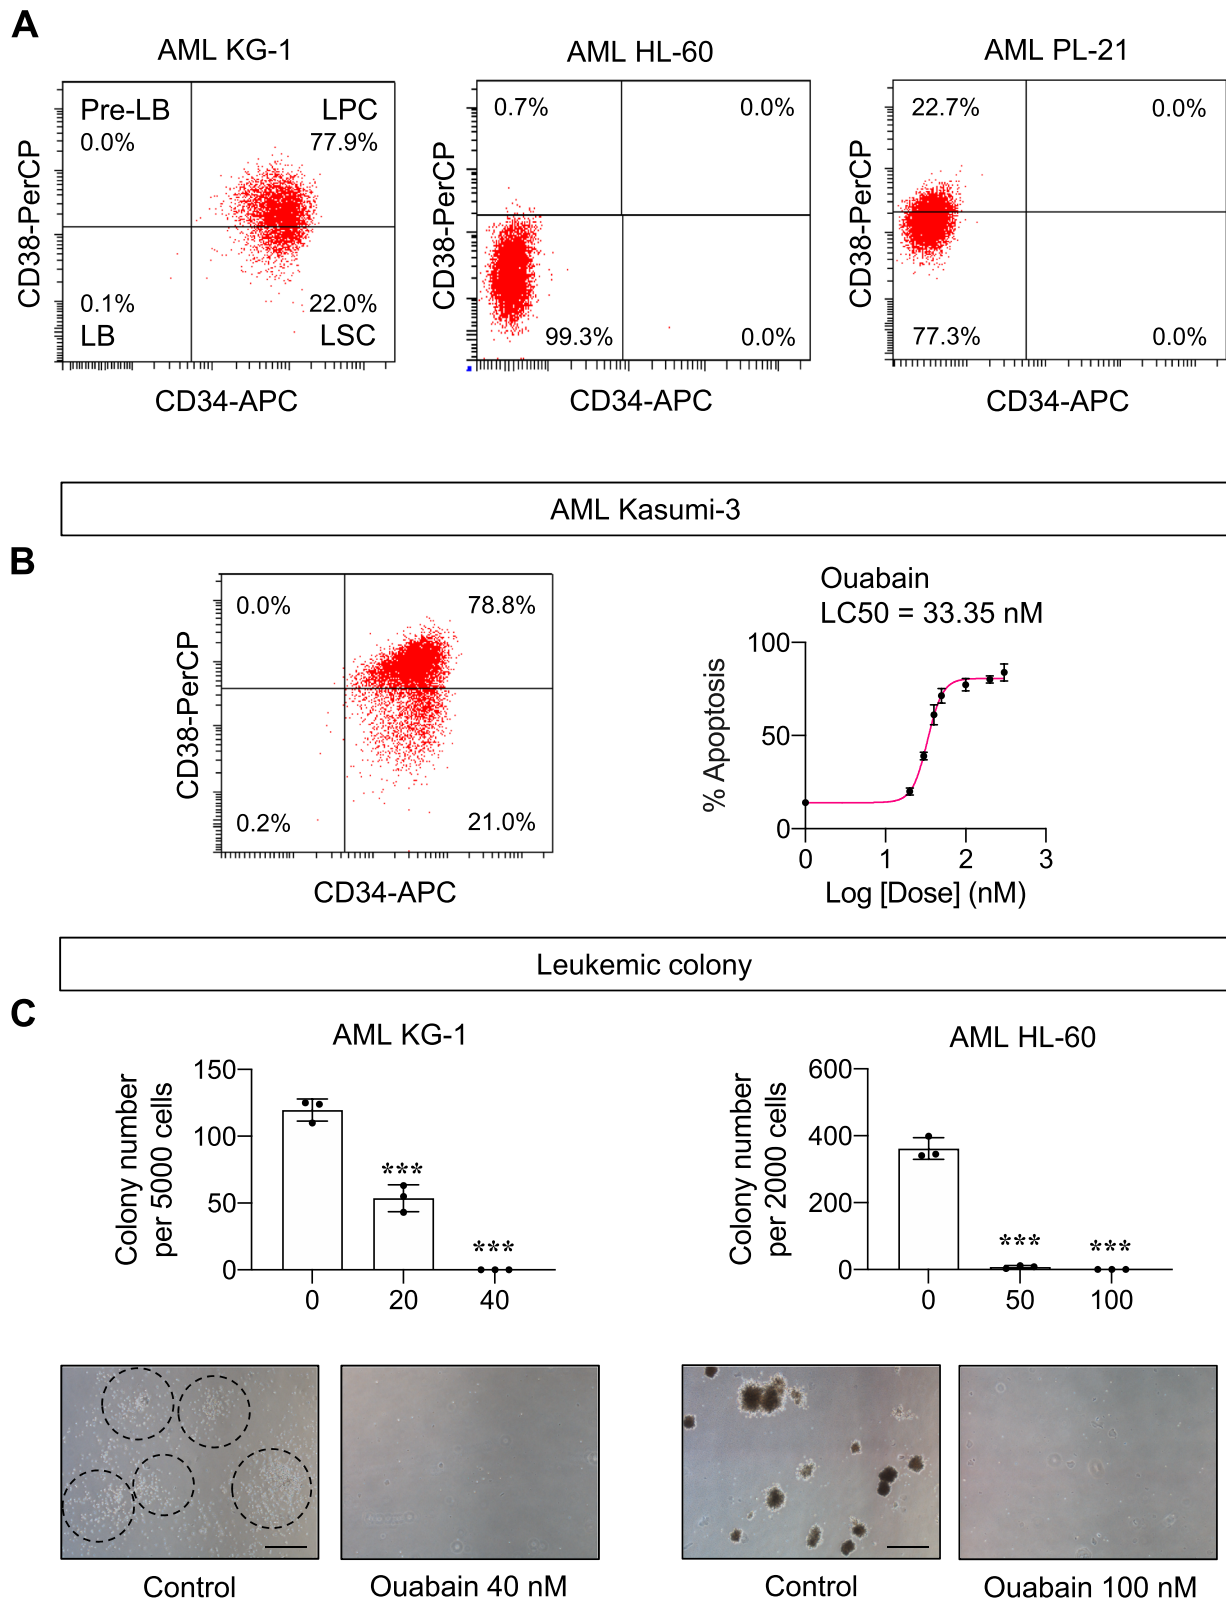 A
AML KG-1
AML HL-60
AML PL-21
CD38-PerCP
Pre-LB
LPC
0.0%
77.9%
0.1%
22.0%
LB
LSC
CD34-APC
CD38-PerCP
0.7%
0.0%
99.3%
0.0%
CD34-APC
CD38-PerCP
22.7%
0.0%
77.3%
0.0%
CD34-APC
AML Kasumi-3
B
CD38-PerCP
0.0%
78.8%
0.2%
21.0%
CD34-APC
Ouabain
LC50 = 33.35 nM
% Apoptosis
100
50
0
0 1 2 3
Log [Dose] (nM)
Leukemic colony
C
AML KG-1
Colony number
per 5000 cells
150
100
50
0
***
***
0 20 40
AML HL-60
Colony number
per 2000 cells
600
400
200
0
***
***
0 50 100
Control
Ouabain 40 nM
Control
Ouabain 100 nM